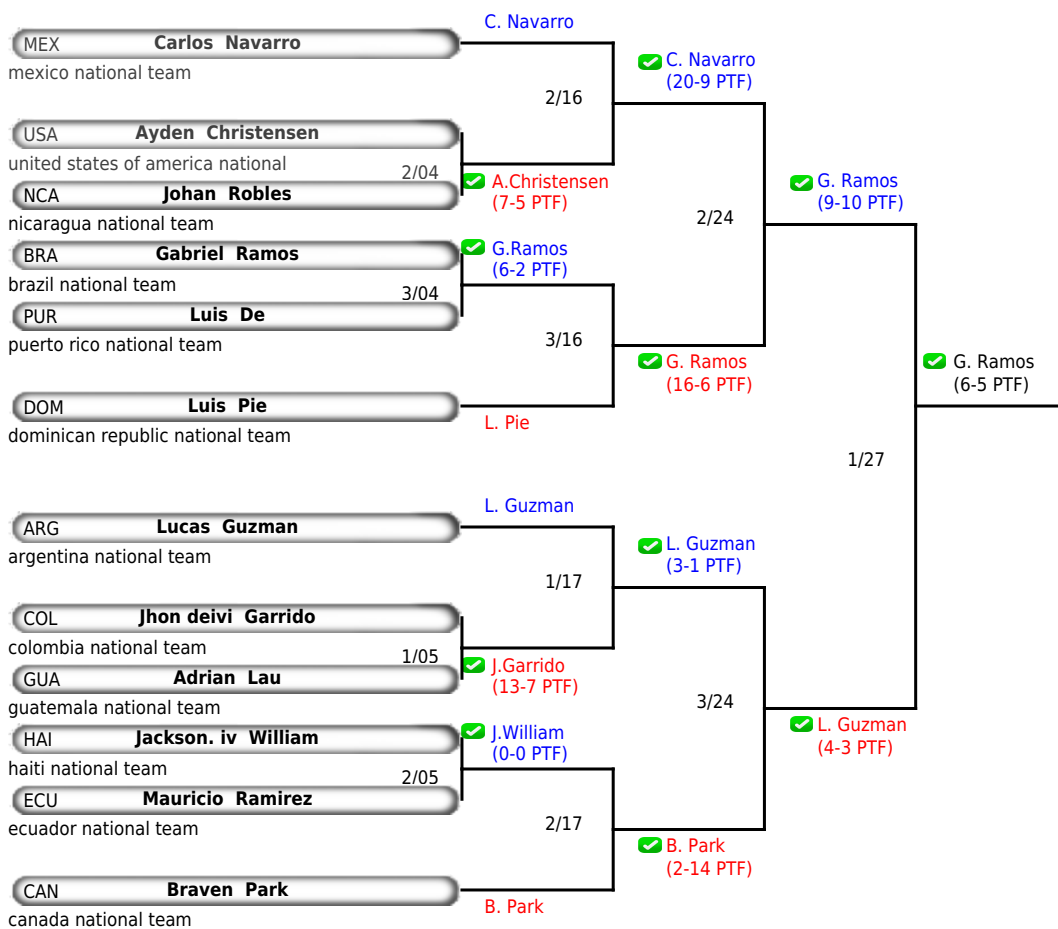 C. Navarro
MEX Carlos Navarro
mexico national team
C. Navarro
(20-9 PTF)
2/16
USA Ayden Christensen
united states of america national
2/04
A.Christensen
(7-5 PTF)
NCA Johan Robles
nicaragua national team
G. Ramos
(9-10 PTF)
2/24
BRA Gabriel Ramos
brazil national team
G.Ramos
(6-2 PTF)
3/04
PUR Luis De
puerto rico national team
3/16
G. Ramos
(16-6 PTF)
G. Ramos
(6-5 PTF)
DOM Luis Pie
dominican republic national team
L. Pie
1/27
L. Guzman
ARG Lucas Guzman
argentina national team
L. Guzman
(3-1 PTF)
1/17
COL Jhon deivi Garrido
colombia national team
1/05
J.Garrido
(13-7 PTF)
GUA Adrian Lau
guatemala national team
3/24
L. Guzman
(4-3 PTF)
HAI Jackson. iv William
haiti national team
J.William
(0-0 PTF)
2/05
ECU Mauricio Ramirez
ecuador national team
2/17
B. Park
(2-14 PTF)
CAN Braven Park
canada national team
B. Park